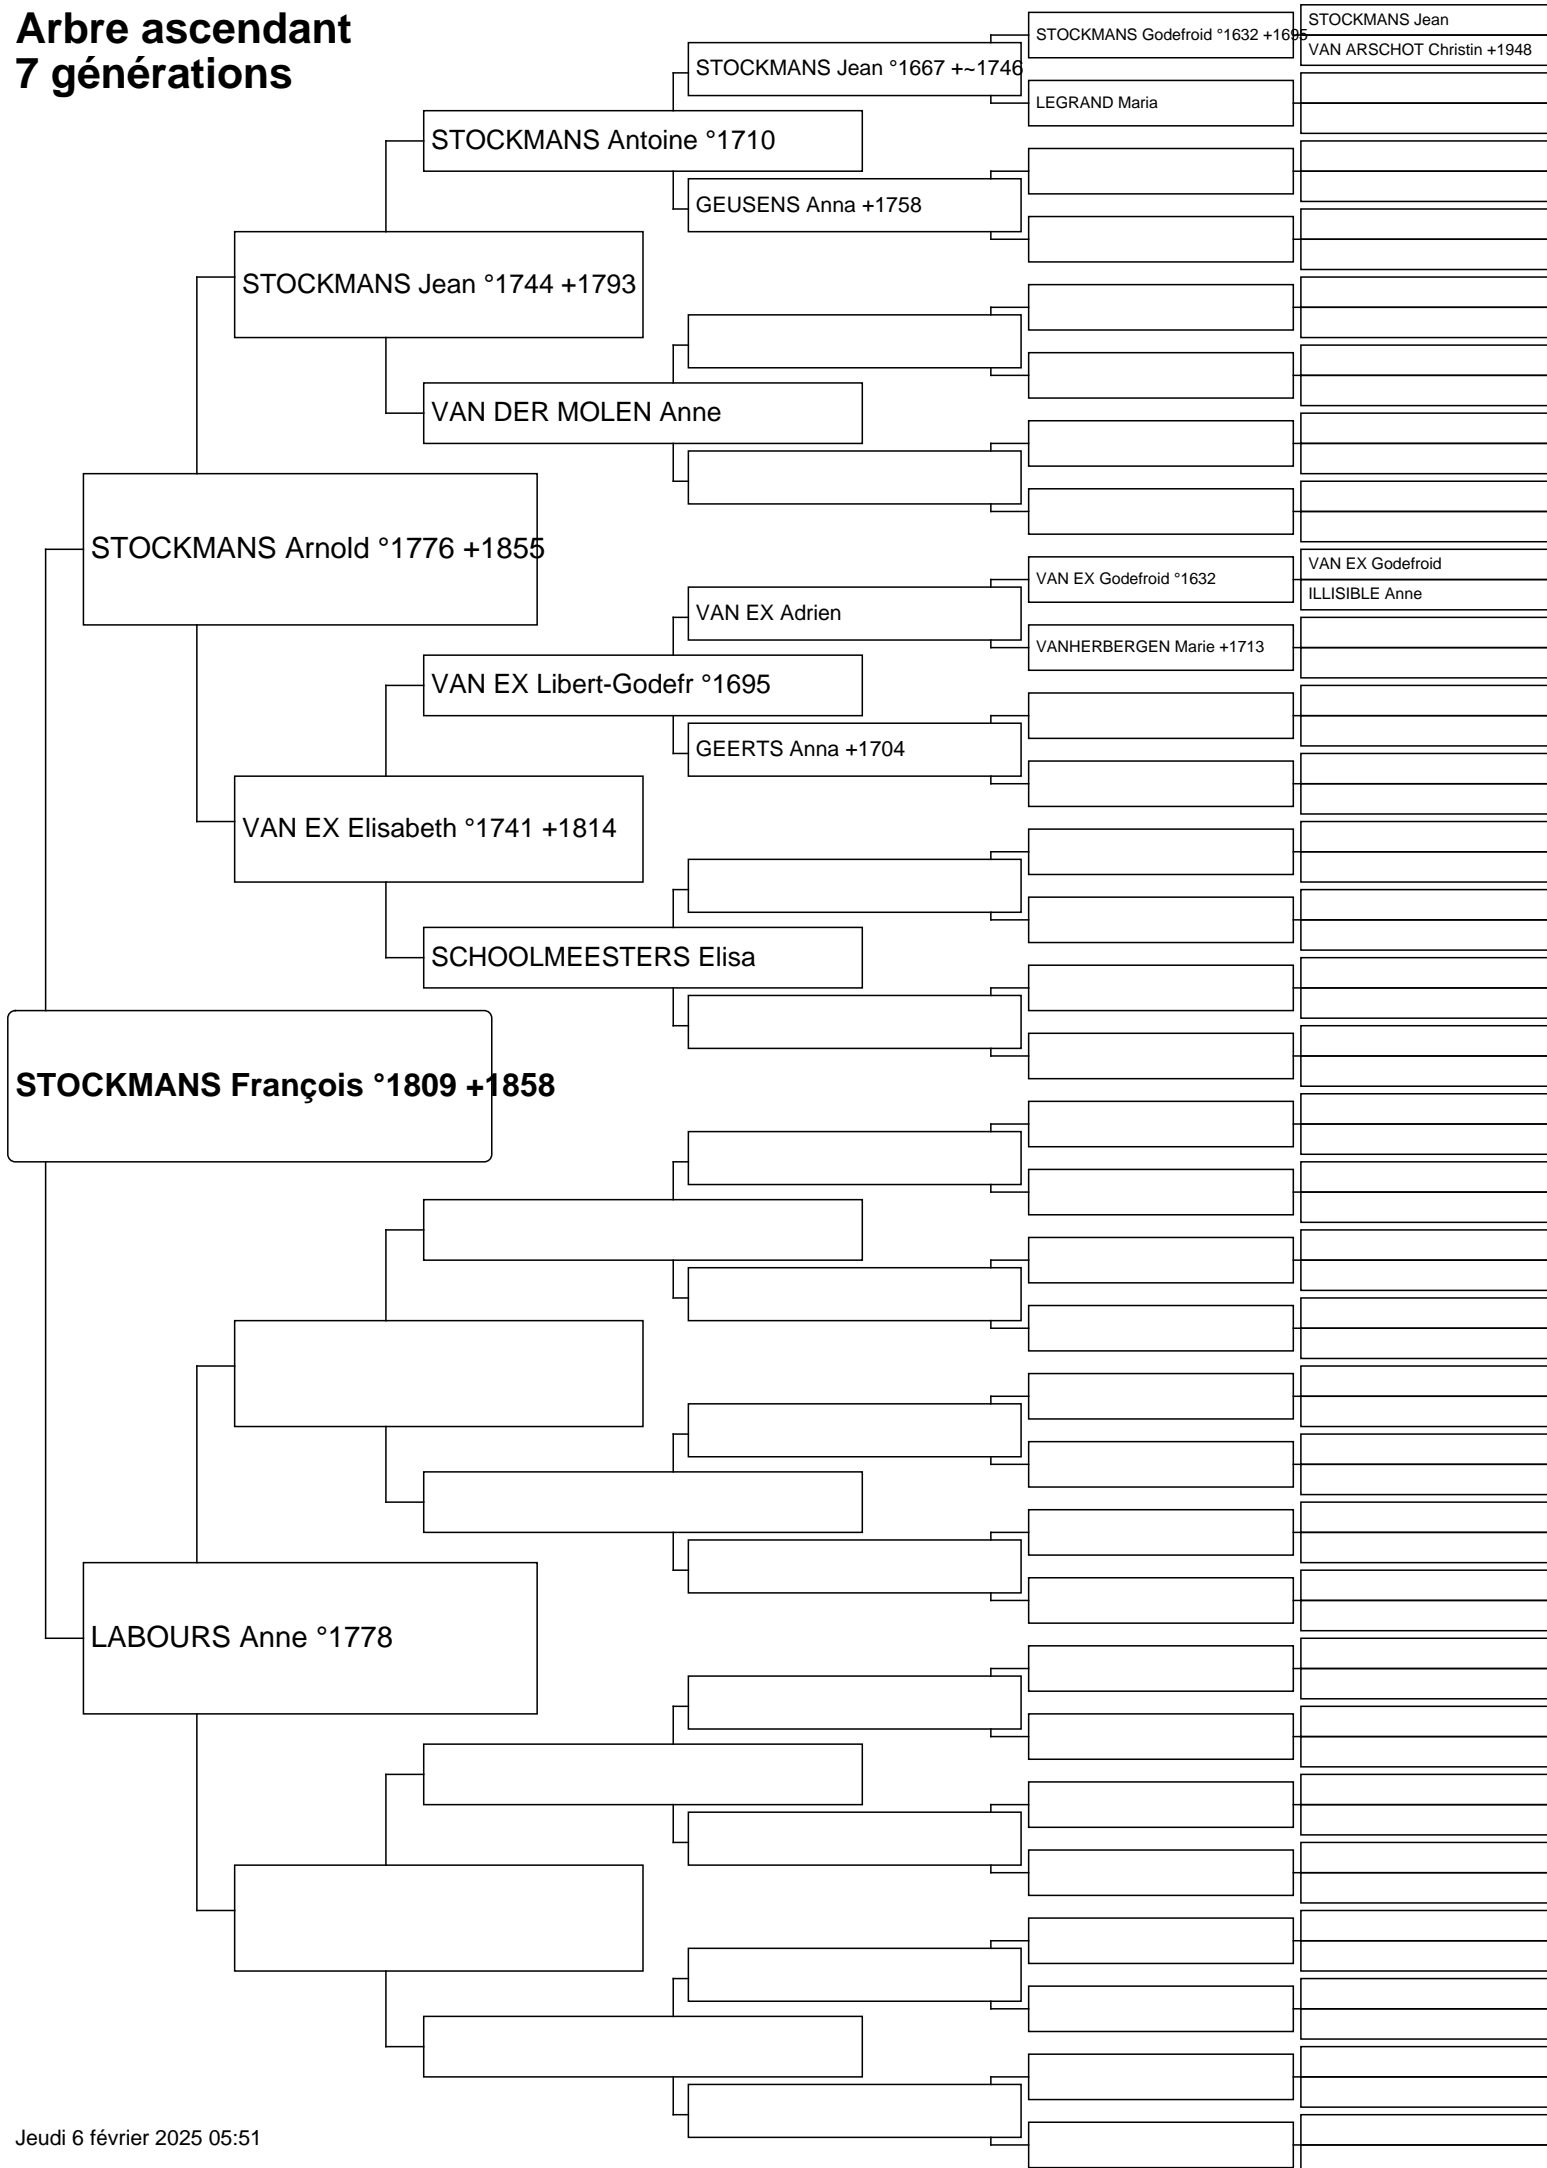 Arbre ascendant
7 générations
STOCKMANS Godefroid °1632 +1695
STOCKMANS Jean
VAN ARSCHOT Christin +1948
STOCKMANS Jean °1667 +~1746
LEGRAND Maria
STOCKMANS Antoine °1710
GEUSENS Anna +1758
STOCKMANS Jean °1744 +1793
VAN DER MOLEN Anne
STOCKMANS Arnold °1776 +1855
VAN EX Godefroid °1632
VAN EX Godefroid
ILLISIBLE Anne
VAN EX Adrien
VANHERBERGEN Marie +1713
VAN EX Libert-Godefr °1695
GEERTS Anna +1704
VAN EX Elisabeth °1741 +1814
SCHOOLMEESTERS Elisa
STOCKMANS François °1809 +1858
LABOURS Anne °1778
Jeudi 6 février 2025 05:51